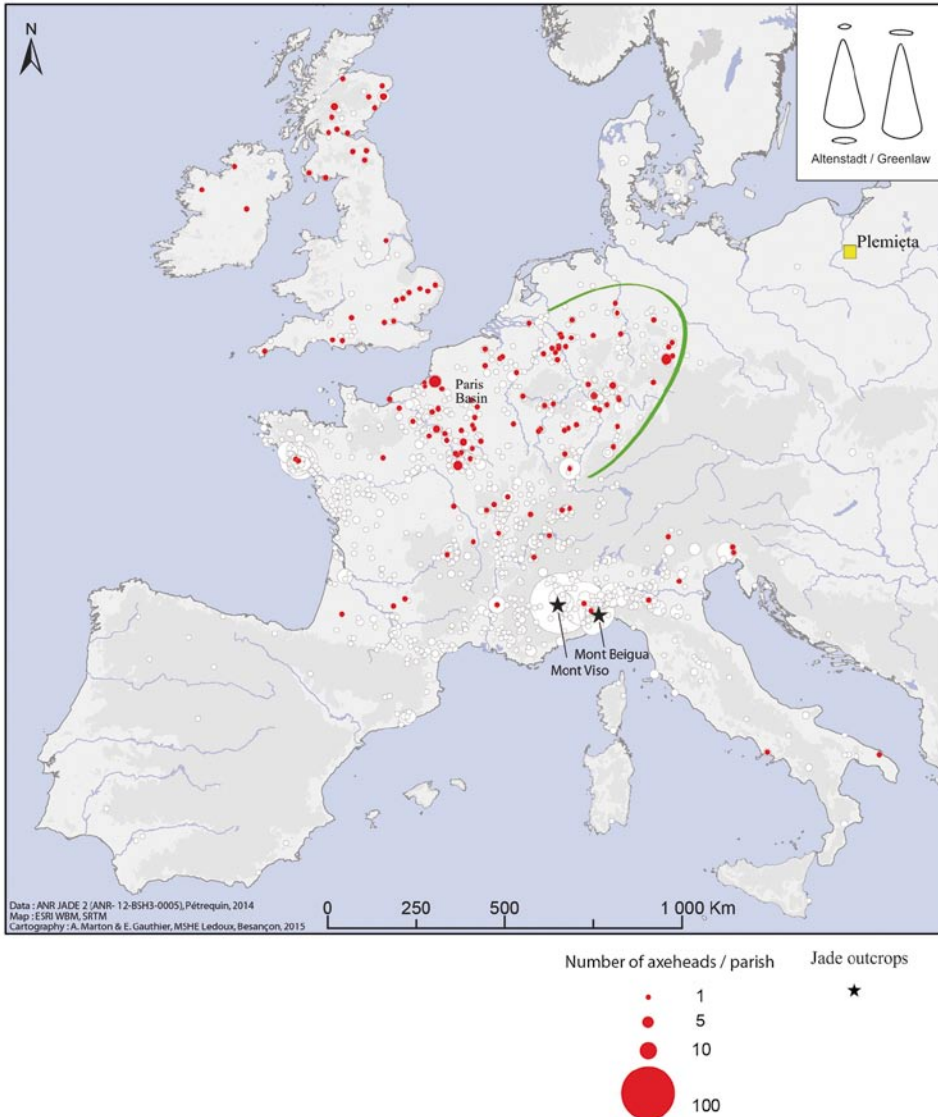 N
Altenstadt / Greenlaw
Plemięta
Paris
Basin
Mont Beigua
Mont Viso
Data : ANR JADE 2 (ANR- 12-BSH3-0005), Pétrequin, 2014
Map : ESRI WBM, SRTM
Cartography : A. Marton & E. Gauthier, MSHE Ledoux, Besançon, 2015
0 250 500 1 000 Km
Number of axeheads / parish
Jade outcrops
1
5
10
100